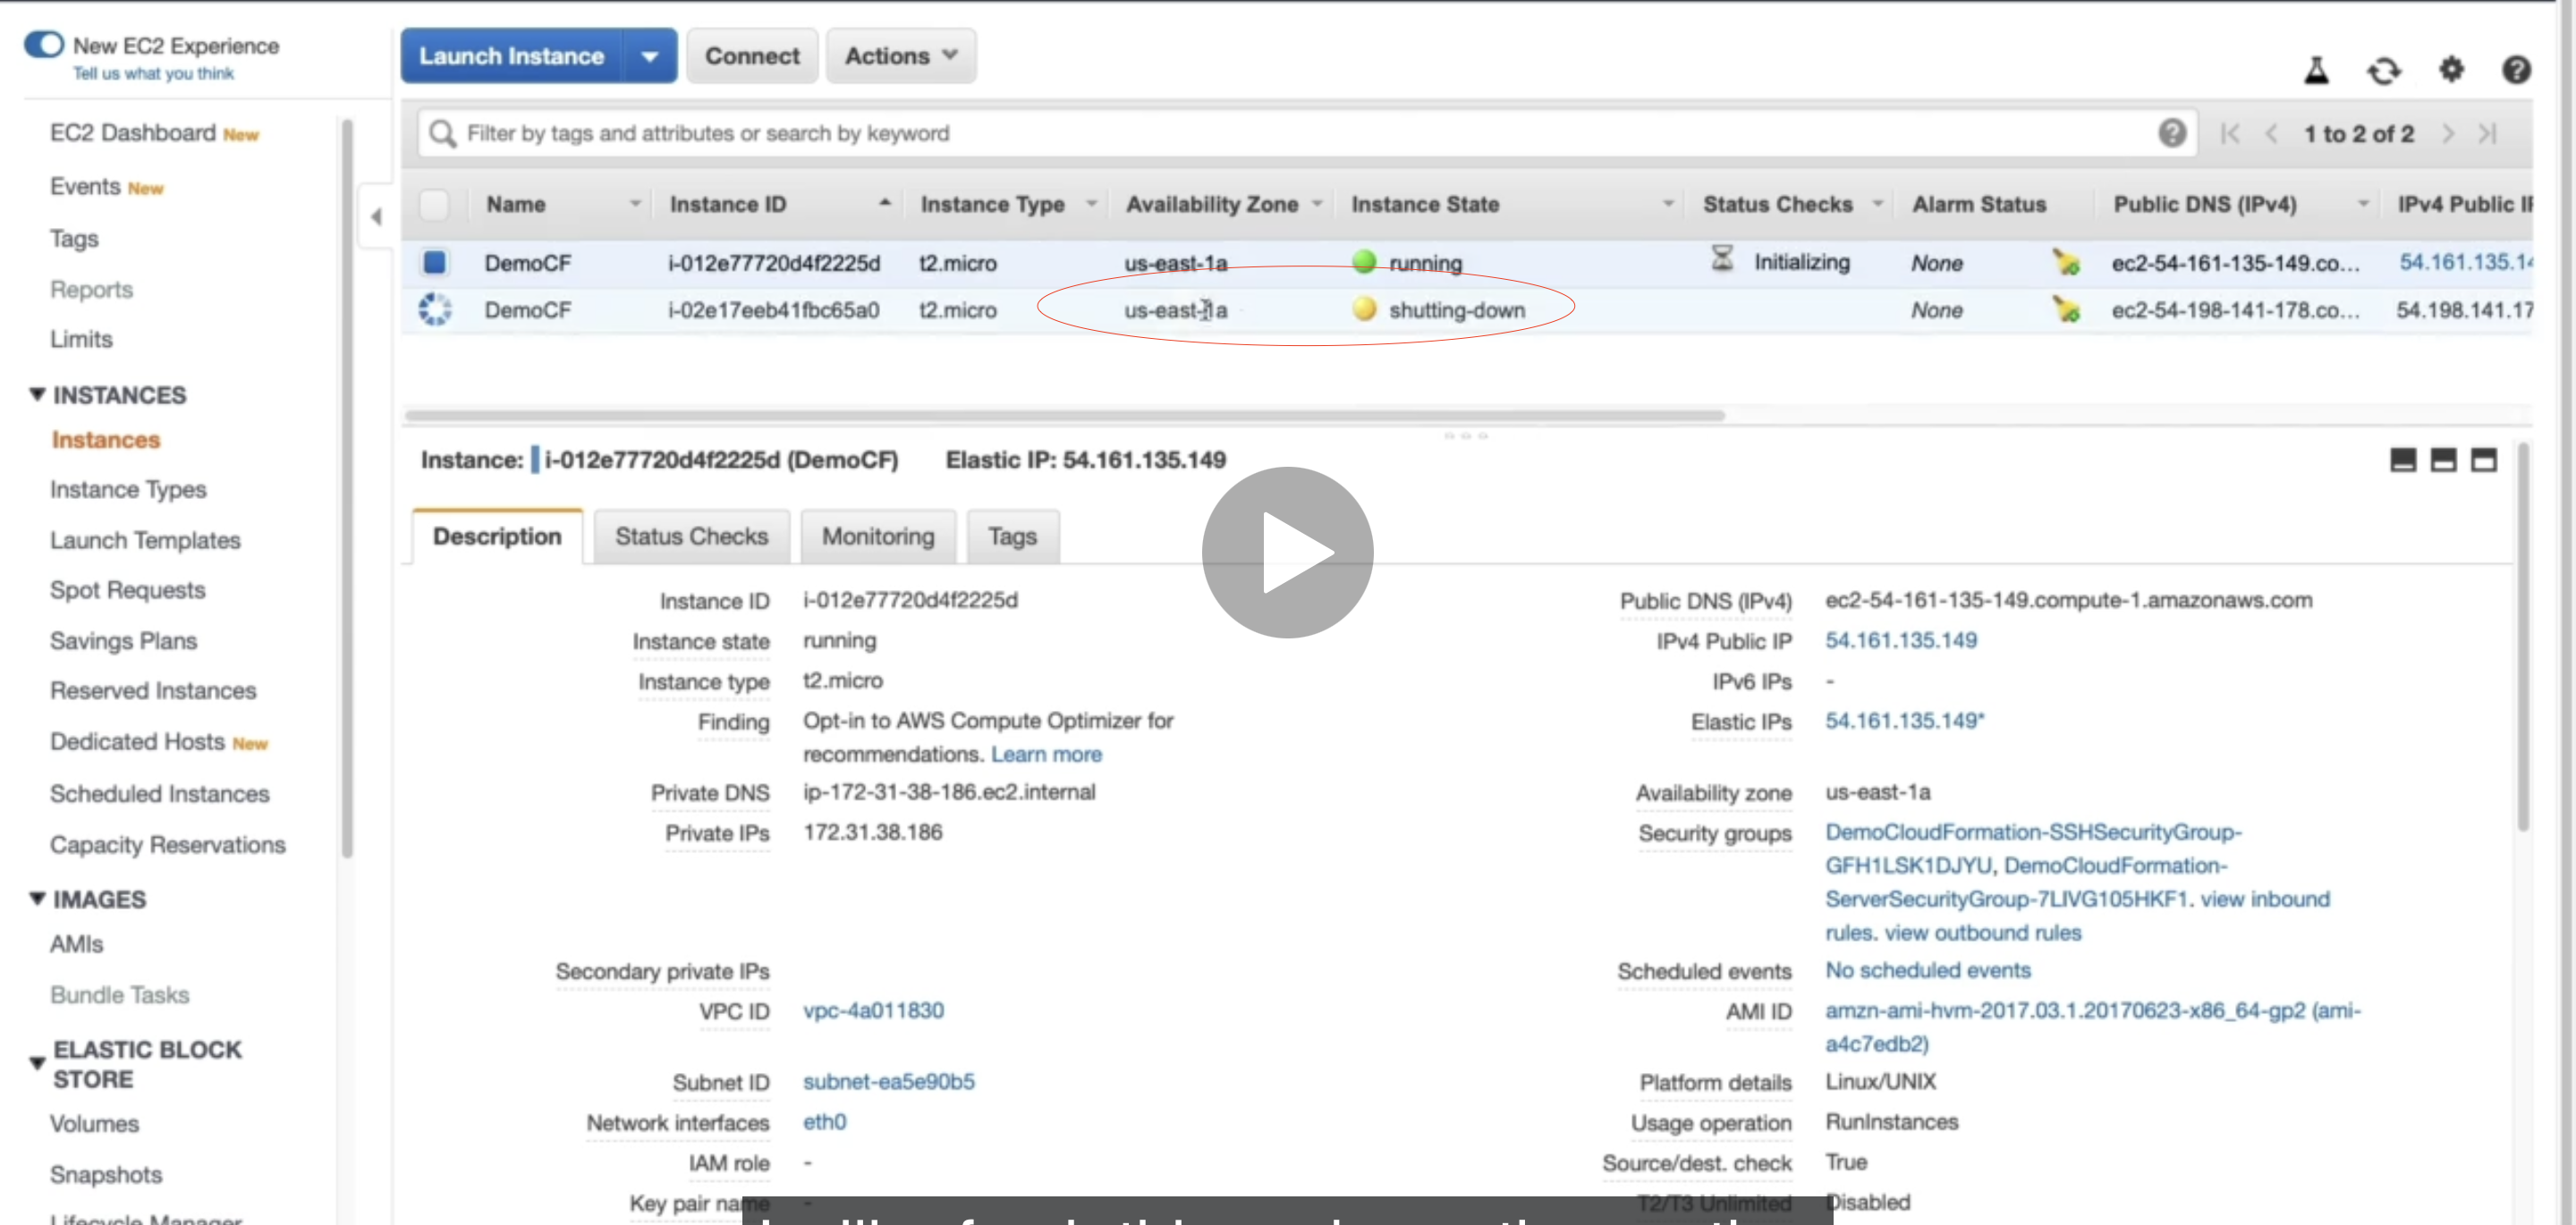 New EC2 Experience
Tell us what you think
Launch Instance
Connect
Actions
Filter by tags and attributes or search by keyword
1 to 2 of 2
EC2 Dashboard New
Events New
Tags
Reports
Limits
INSTANCES
Instances
Instance Types
Launch Templates
Spot Requests
Savings Plans
Reserved Instances
Dedicated Hosts New
Scheduled Instances
Capacity Reservations
IMAGES
AMIs
Bundle Tasks
ELASTIC BLOCK
STORE
Volumes
Snapshots
Lifecycle Manager
Name Instance ID Instance Type Availability Zone Instance State Status Checks Alarm Status Public DNS (IPv4) IPv4 Public
DemoCF i-012e77720d4f2225d t2.micro us-east-1a running Initializing None ec2-54-161-135-149.co... 54.161.135.14
DemoCF i-02e17eeb41fbc65a0 t2.micro us-east-1a shutting-down None ec2-54-198-141-178.co... 54.198.141.17
Instance: i-012e77720d4f2225d (DemoCF) Elastic IP: 54.161.135.149
Description Status Checks Monitoring Tags
Instance ID i-012e77720d4f2225d
Instance state running
Instance type t2.micro
Finding Opt-in to AWS Compute Optimizer for
recommendations. Learn more
Private DNS ip-172-31-38-186.ec2.internal
Private IPs 172.31.38.186
Secondary private IPs
VPC ID vpc-4a011830
Subnet ID subnet-ea5e90b5
Network interfaces eth0
IAM role -
Key pair name -
Public DNS (IPv4) ec2-54-161-135-149.compute-1.amazonaws.com
IPv4 Public IP 54.161.135.149
IPv6 IPs -
Elastic IPs 54.161.135.149*
Availability zone us-east-1a
Security groups DemoCloudFormation-SSHSecurityGroup-
GFH1LSK1DJYU, DemoCloudFormation-
ServerSecurityGroup-7LIVG105HKF1. view inbound
rules. view outbound rules
Scheduled events No scheduled events
AMI ID amzn-ami-hvm-2017.03.1.20170623-x86_64-gp2 (ami-
a4c7edb2)
Platform details Linux/UNIX
Usage operation RunInstances
Source/dest. check True
T2/T3 Unlimited Disabled